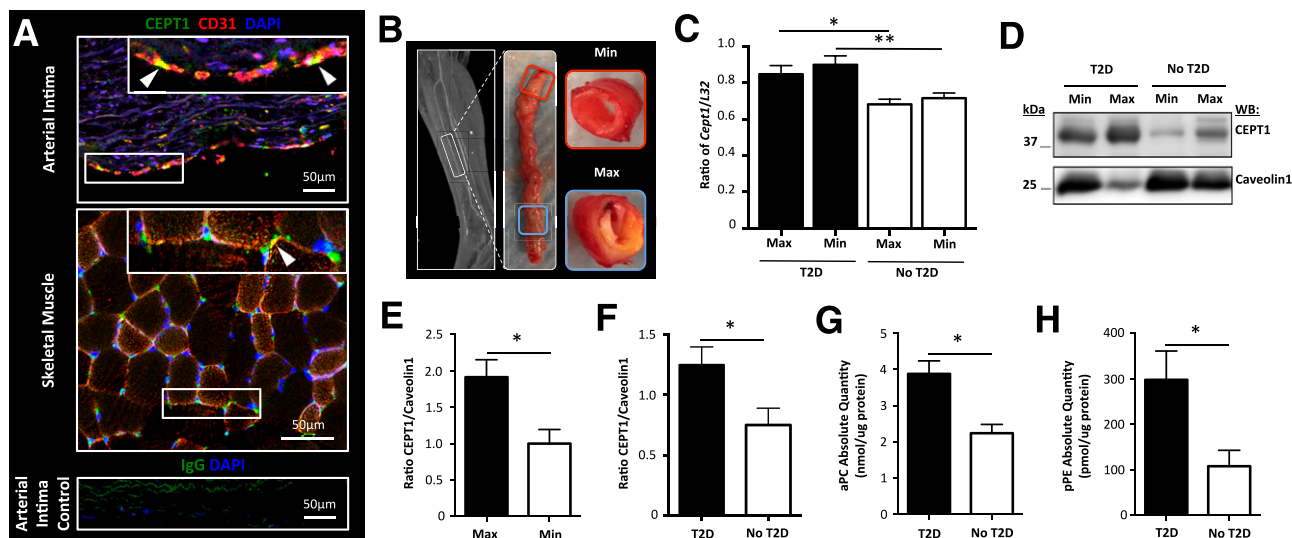 A
CEPT1 CD31 DAPI
Arterial Intima
50µm
Skeletal Muscle
50µm
IgG DAPI
Arterial
Intima
Control
50µm
B
Min
Max
C
Ratio of Cept1/L32
1.0
0.8
0.6
0.4
0.2
0
*
**
Max Min Max Min
T2D No T2D
D
T2D No T2D
kDa Min Max Min Max WB:
37 CEPT1
25 Caveolin1
E
Ratio CEPT1/Caveolin1
2.5
2.0
1.5
1.0
0.5
0
*
Max Min
F
Ratio CEPT1/Caveolin1
1.5
1.0
0.5
0.0
*
T2D No T2D
G
aPC Absolute Quantity
(nmol/ug protein)
5
4
3
2
1
0
*
T2D No T2D
H
pPE Absolute Quantity
(pmol/ug protein)
400
300
200
100
0
*
T2D No T2D